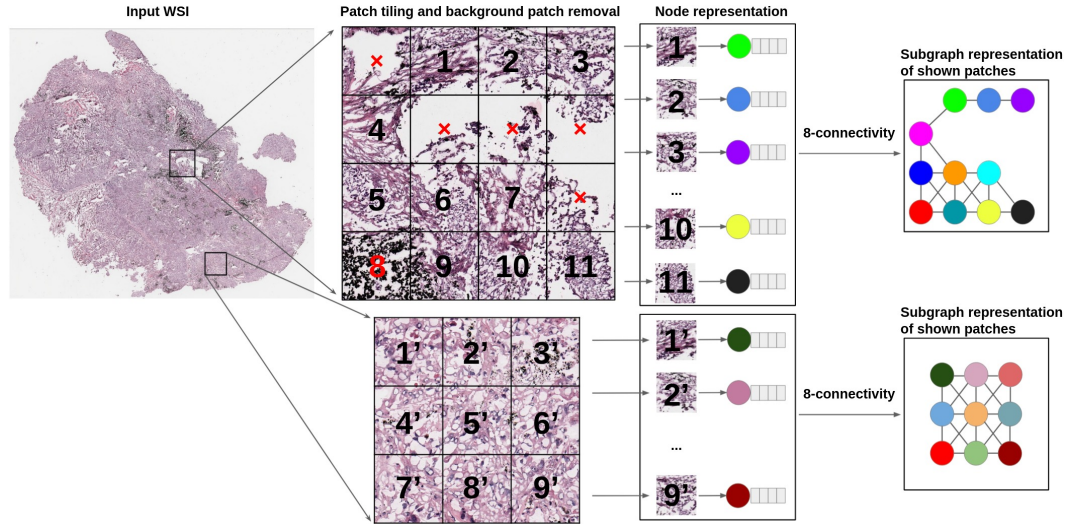 Input WSI
Patch tiling and background patch removal
Node representation
1 2 3
4
5 6 7
8 9 10 11
1
2
3
...
10
11
8-connectivity
Subgraph representation
of shown patches
1’ 2’ 3’
4’ 5’ 6’
7’ 8’ 9’
1’
2’
...
9’
8-connectivity
Subgraph representation
of shown patches